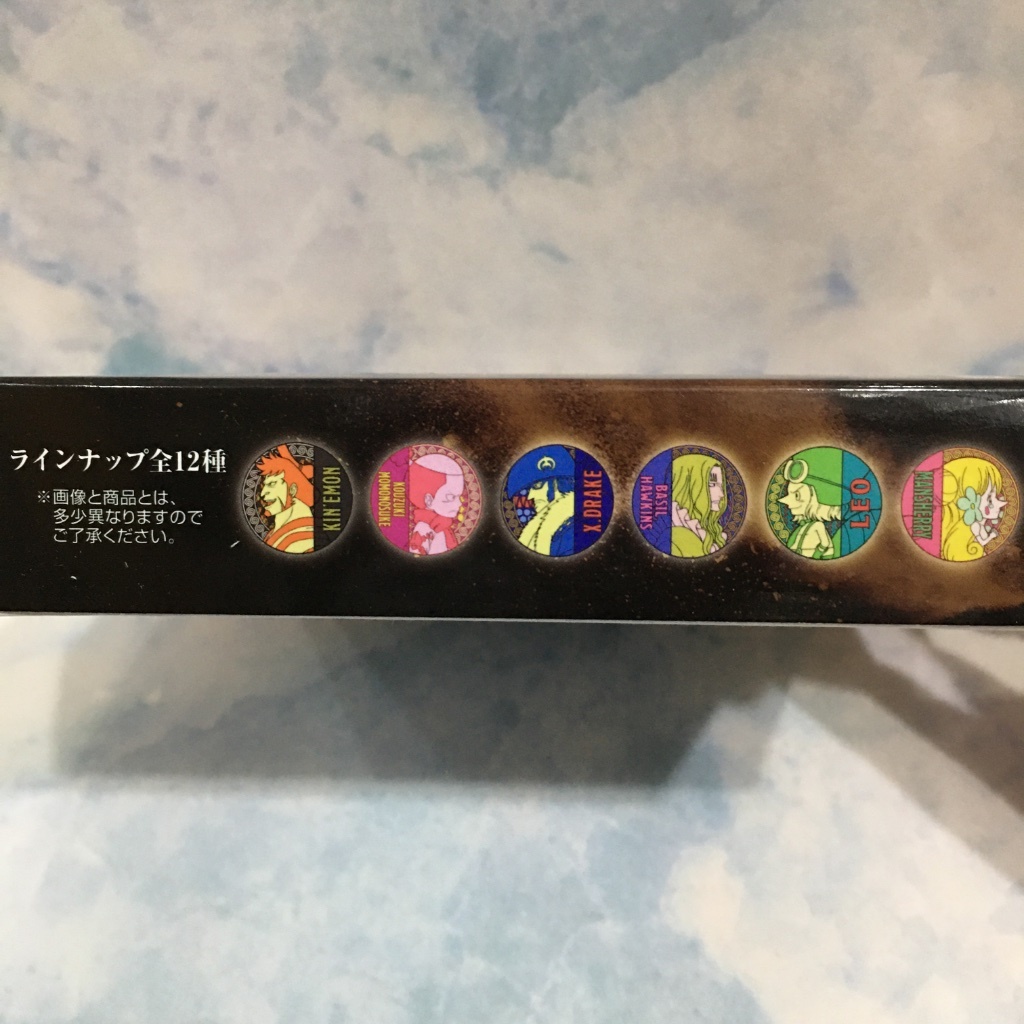 ラインナップ全12種
※画像と商品とは、
多少異なりますので
ご了承ください。
KIN'EMON
KOUZUKI
MOMONOSUKE
X.DRAKE
BASIL
HAWKINS
LEO
MANSHERRY